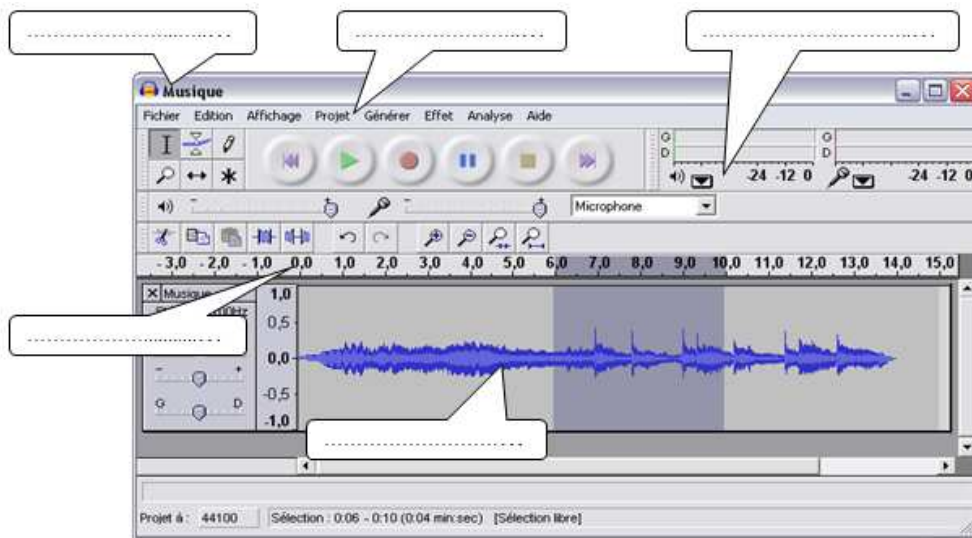 Musique
Fichier Edition Affichage Projet Générer Effet Analyse Aide
G
D
-24 -12 0
G
D
-24 -12 0
Microphone
- 3,0 - 2,0 - 1,0 0,0 1,0 2,0 3,0 4,0 5,0 6,0 7,0 8,0 9,0 10,0 11,0 12,0 13,0 14,0 15,0
Musique
1,0
0,5
0,0
-0,5
-1,0
- +
G D
Projet à : 44100 Sélection : 0:06 - 0:10 (0:04 min:sec) [Sélection libre]